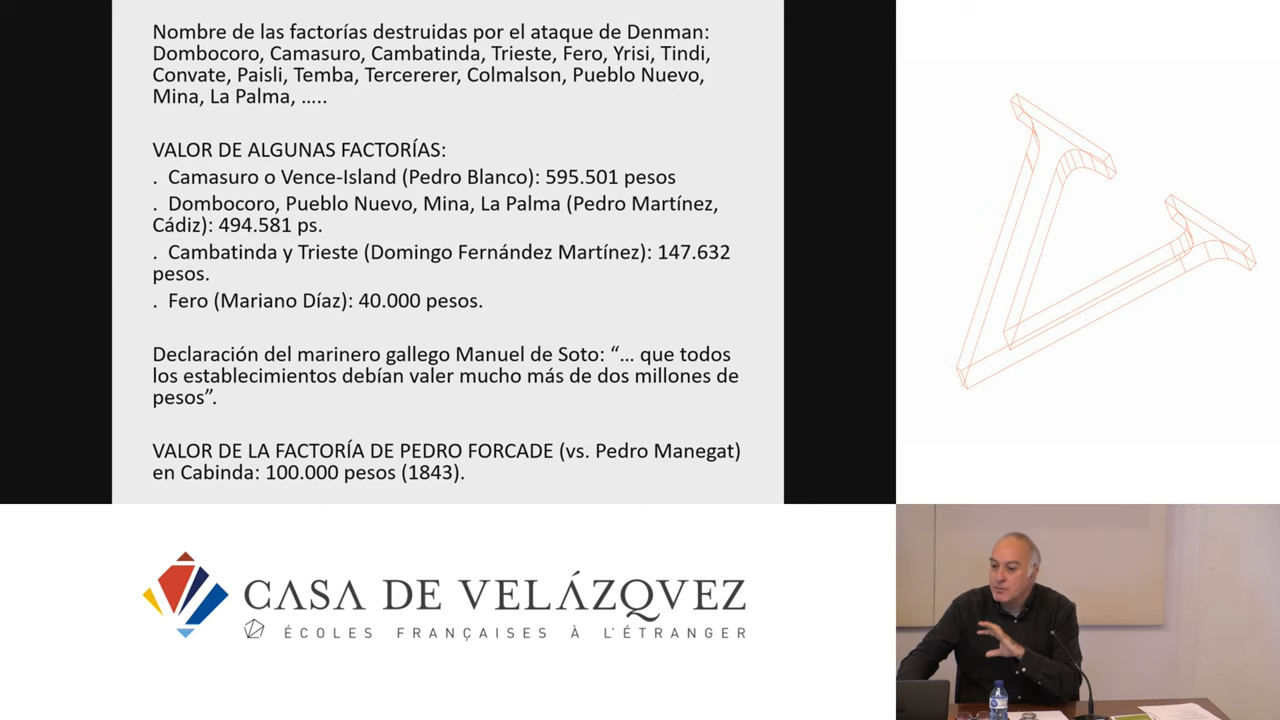 Nombre de las factorías destruidas por el ataque de Denman:
Dombocoro, Camasuro, Cambatinda, Trieste, Fero, Yrisi, Tindi,
Convate, Paisli, Temba, Tercererer, Colmalson, Pueblo Nuevo,
Mina, La Palma, …..
VALOR DE ALGUNAS FACTORÍAS:
. Camasuro o Vence-Island (Pedro Blanco): 595.501 pesos
. Dombocoro, Pueblo Nuevo, Mina, La Palma (Pedro Martínez,
Cádiz): 494.581 ps.
. Cambatinda y Trieste (Domingo Fernández Martínez): 147.632
pesos.
. Fero (Mariano Díaz): 40.000 pesos.
Declaración del marinero gallego Manuel de Soto: “… que todos
los establecimientos debían valer mucho más de dos millones de
pesos”.
VALOR DE LA FACTORÍA DE PEDRO FORCADE (vs. Pedro Manegat)
en Cabinda: 100.000 pesos (1843).
CASA DE VELÁZQVEZ
ÉCOLES FRANÇAISES À L'ÉTRANGER